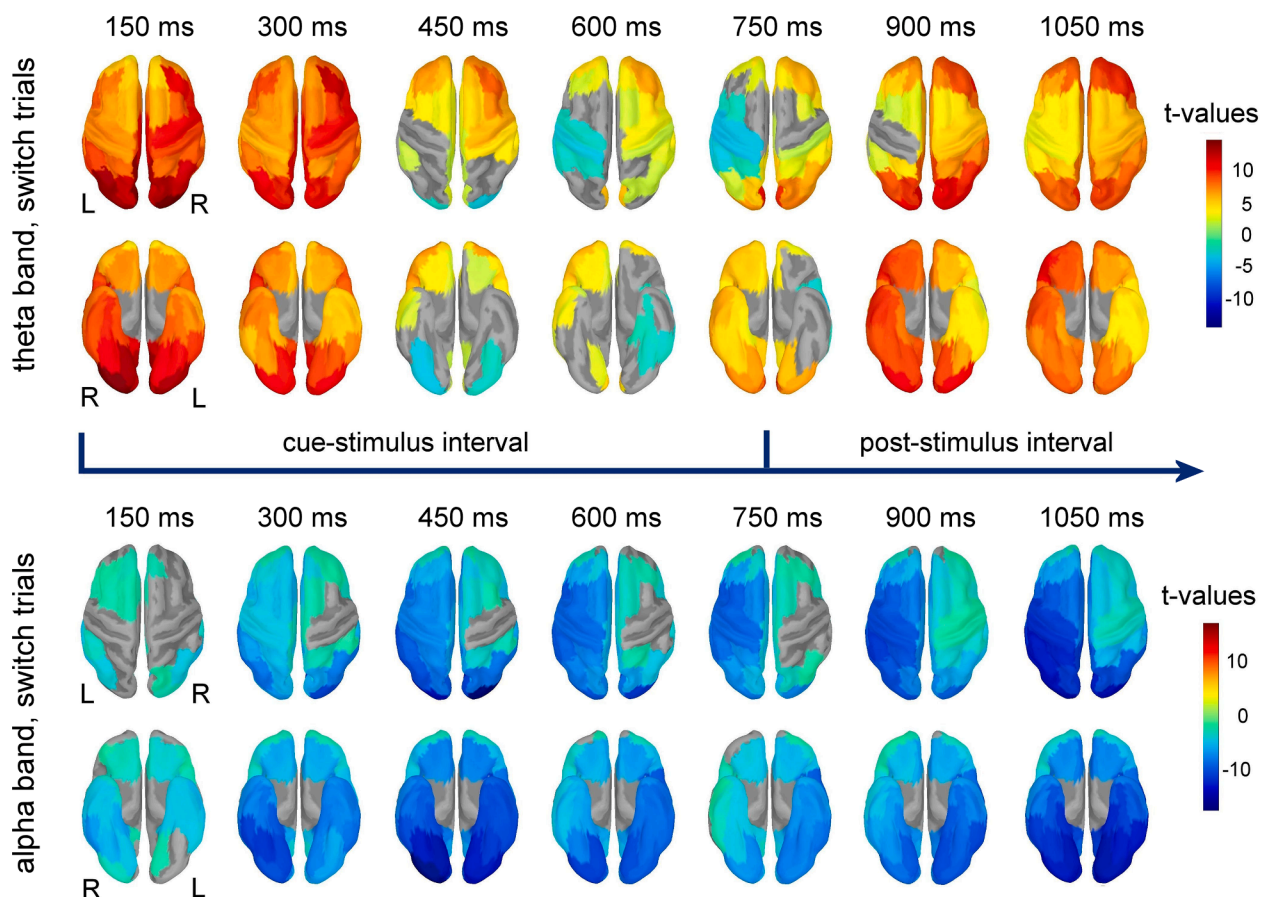 150 ms 300 ms 450 ms 600 ms 750 ms 900 ms 1050 ms
theta band, switch trials
t-values
10
5
0
-5
-10
L R
R L
cue-stimulus interval post-stimulus interval
150 ms 300 ms 450 ms 600 ms 750 ms 900 ms 1050 ms
alpha band, switch trials
t-values
10
0
-10
L R
R L